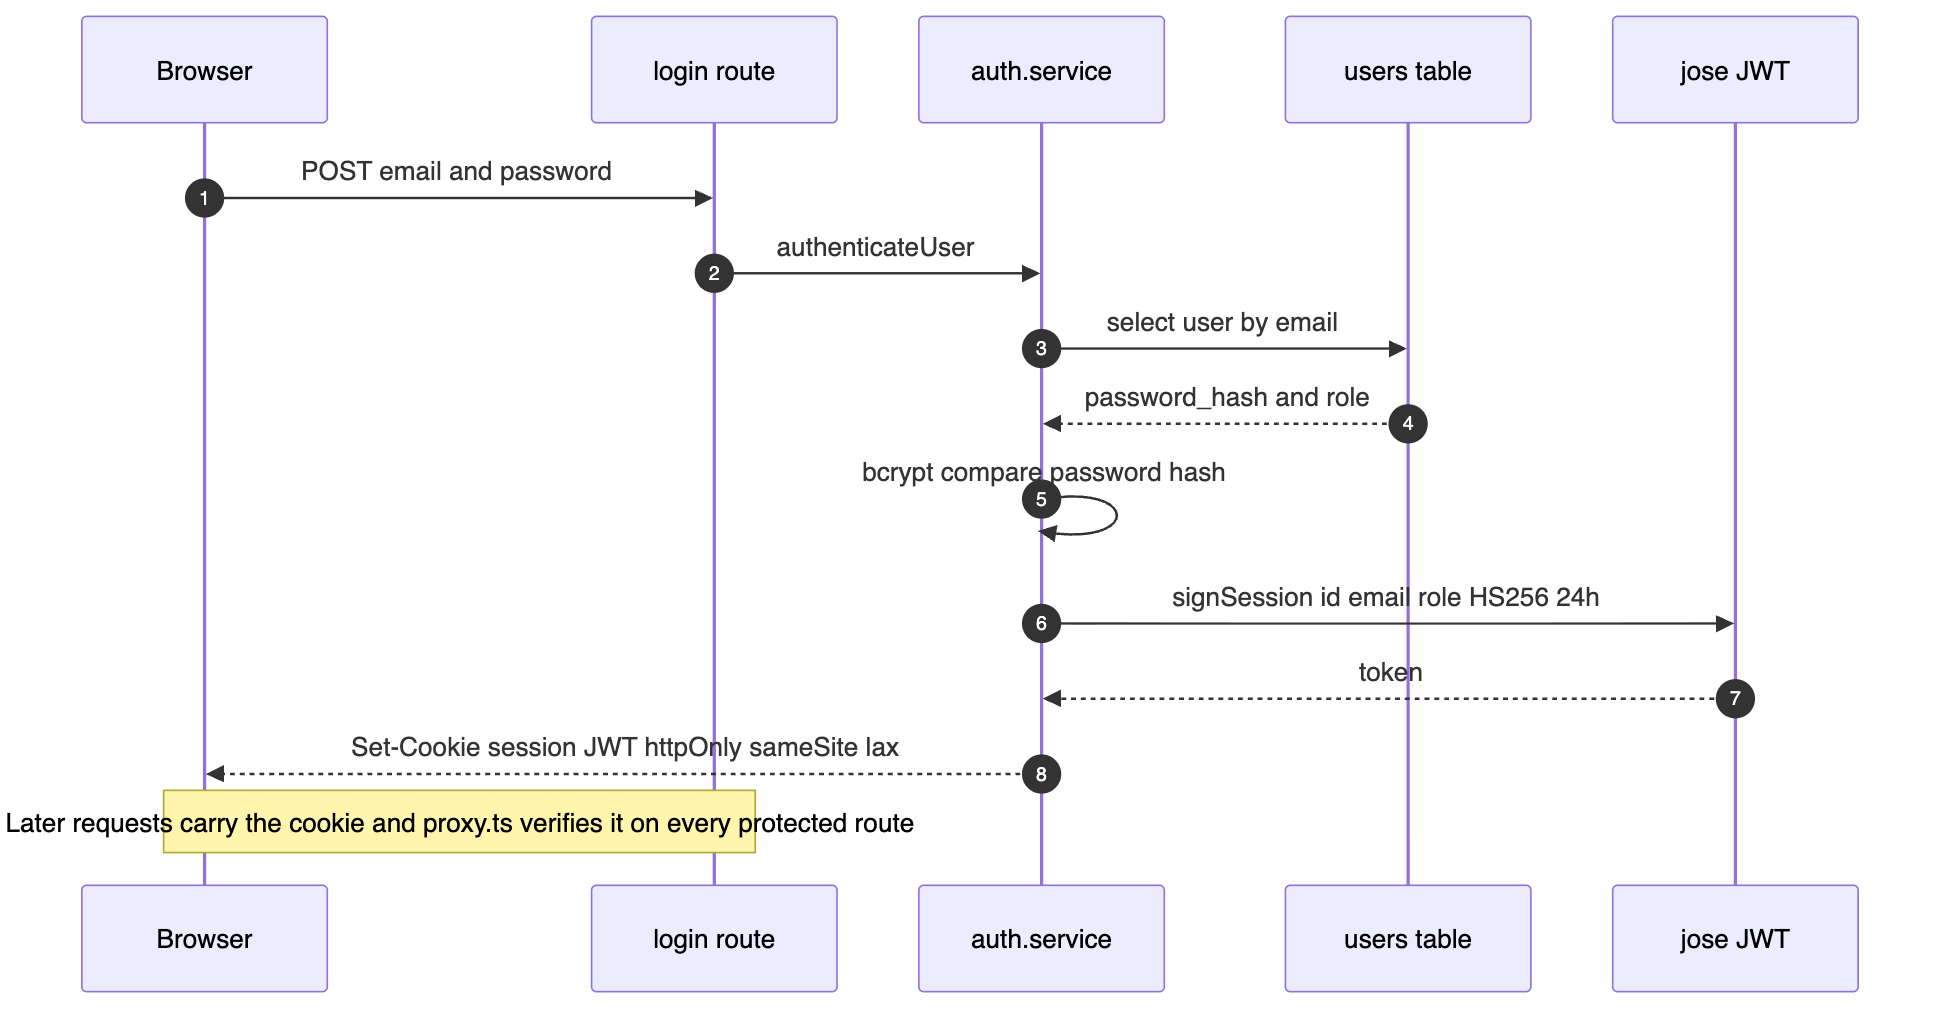 Browser
login route
auth.service
users table
jose JWT
POST email and password
1
authenticateUser
2
select user by email
3
password_hash and role
4
bcrypt compare password hash
5
signSession id email role HS256 24h
6
token
7
Set-Cookie session JWT httpOnly sameSite lax
8
Later requests carry the cookie and proxy.ts verifies it on every protected route
Browser
login route
auth.service
users table
jose JWT